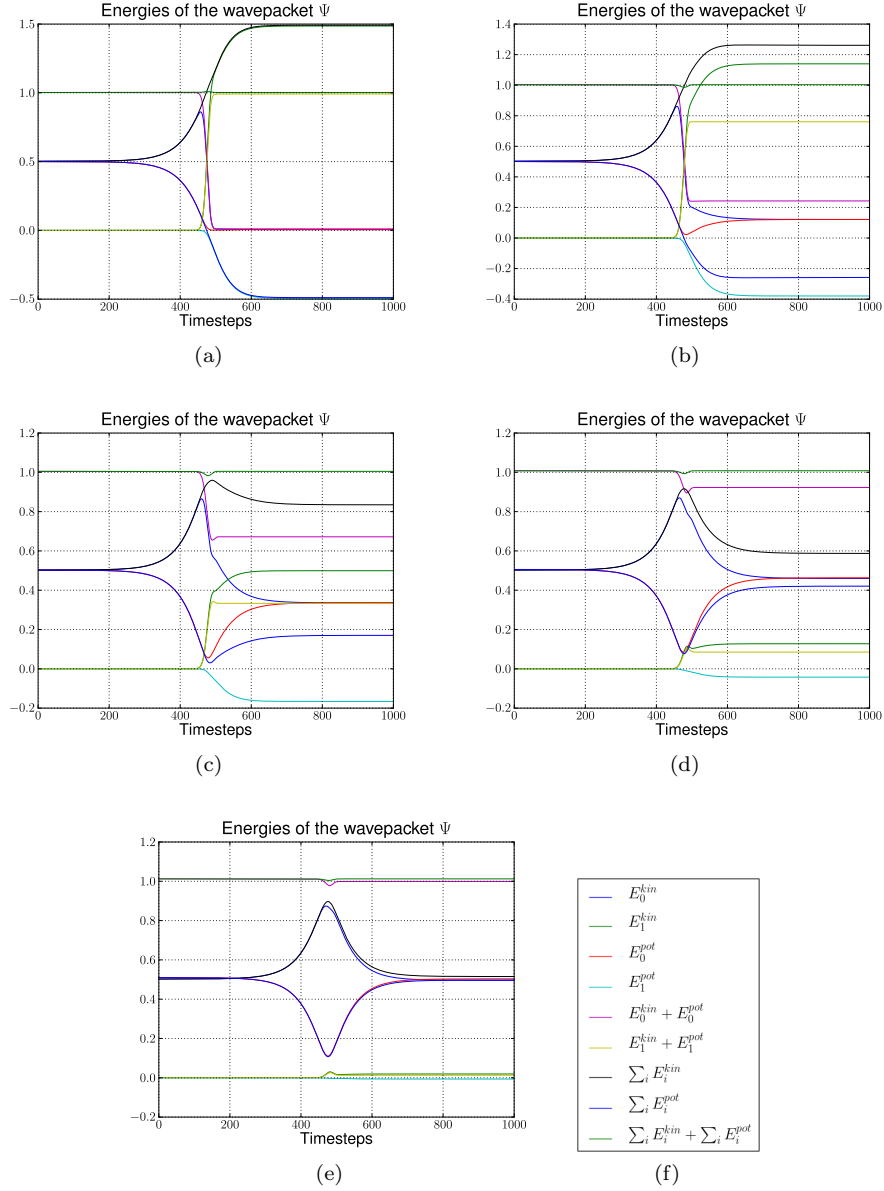 Energies of the wavepacket Ψ
1.5
1.0
0.5
0.0
−0.5
0 200 400 600 800 1000
Timesteps
(a)
Energies of the wavepacket Ψ
1.4
1.2
1.0
0.8
0.6
0.4
0.2
0.0
−0.2
−0.4
0 200 400 600 800 1000
Timesteps
(b)
Energies of the wavepacket Ψ
1.2
1.0
0.8
0.6
0.4
0.2
0.0
−0.2
0 200 400 600 800 1000
Timesteps
(c)
Energies of the wavepacket Ψ
1.2
1.0
0.8
0.6
0.4
0.2
0.0
−0.2
0 200 400 600 800 1000
Timesteps
(d)
Energies of the wavepacket Ψ
1.2
1.0
0.8
0.6
0.4
0.2
0.0
−0.2
0 200 400 600 800 1000
Timesteps
(e)
E_0^{kin}
E_1^{kin}
E_0^{pot}
E_1^{pot}
E_0^{kin} + E_0^{pot}
E_1^{kin} + E_1^{pot}
∑_i E_i^{kin}
∑_i E_i^{pot}
∑_i E_i^{kin} + ∑_i E_i^{pot}
(f)